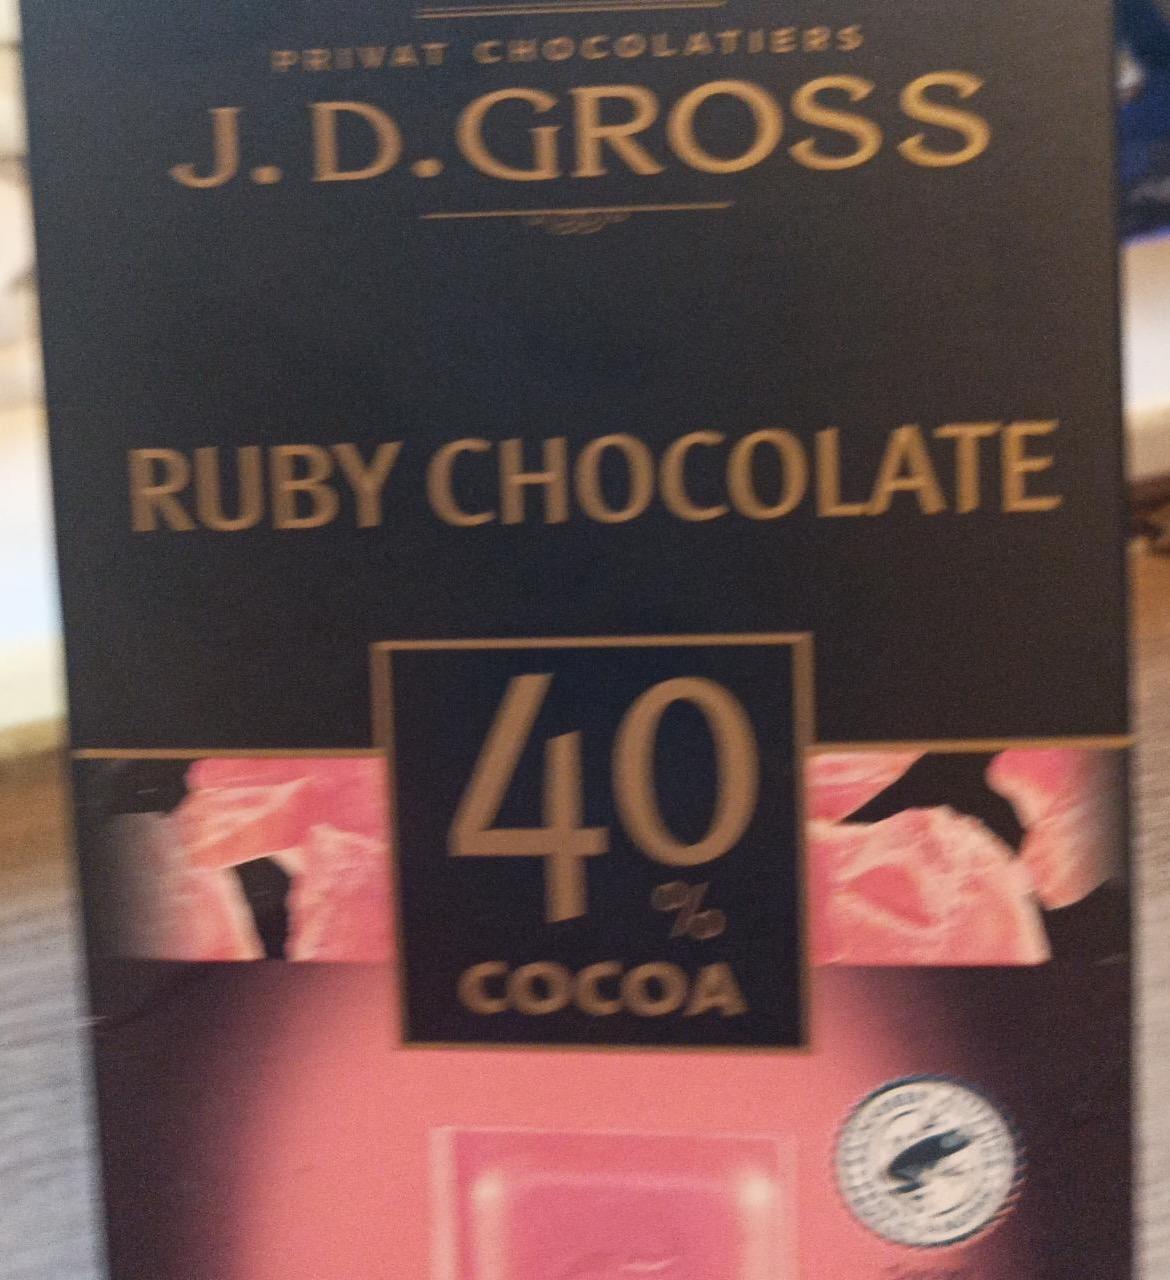 PRIVAT CHOCOLATIERS
J. D. GROSS
RUBY CHOCOLATE
40
%
COCOA